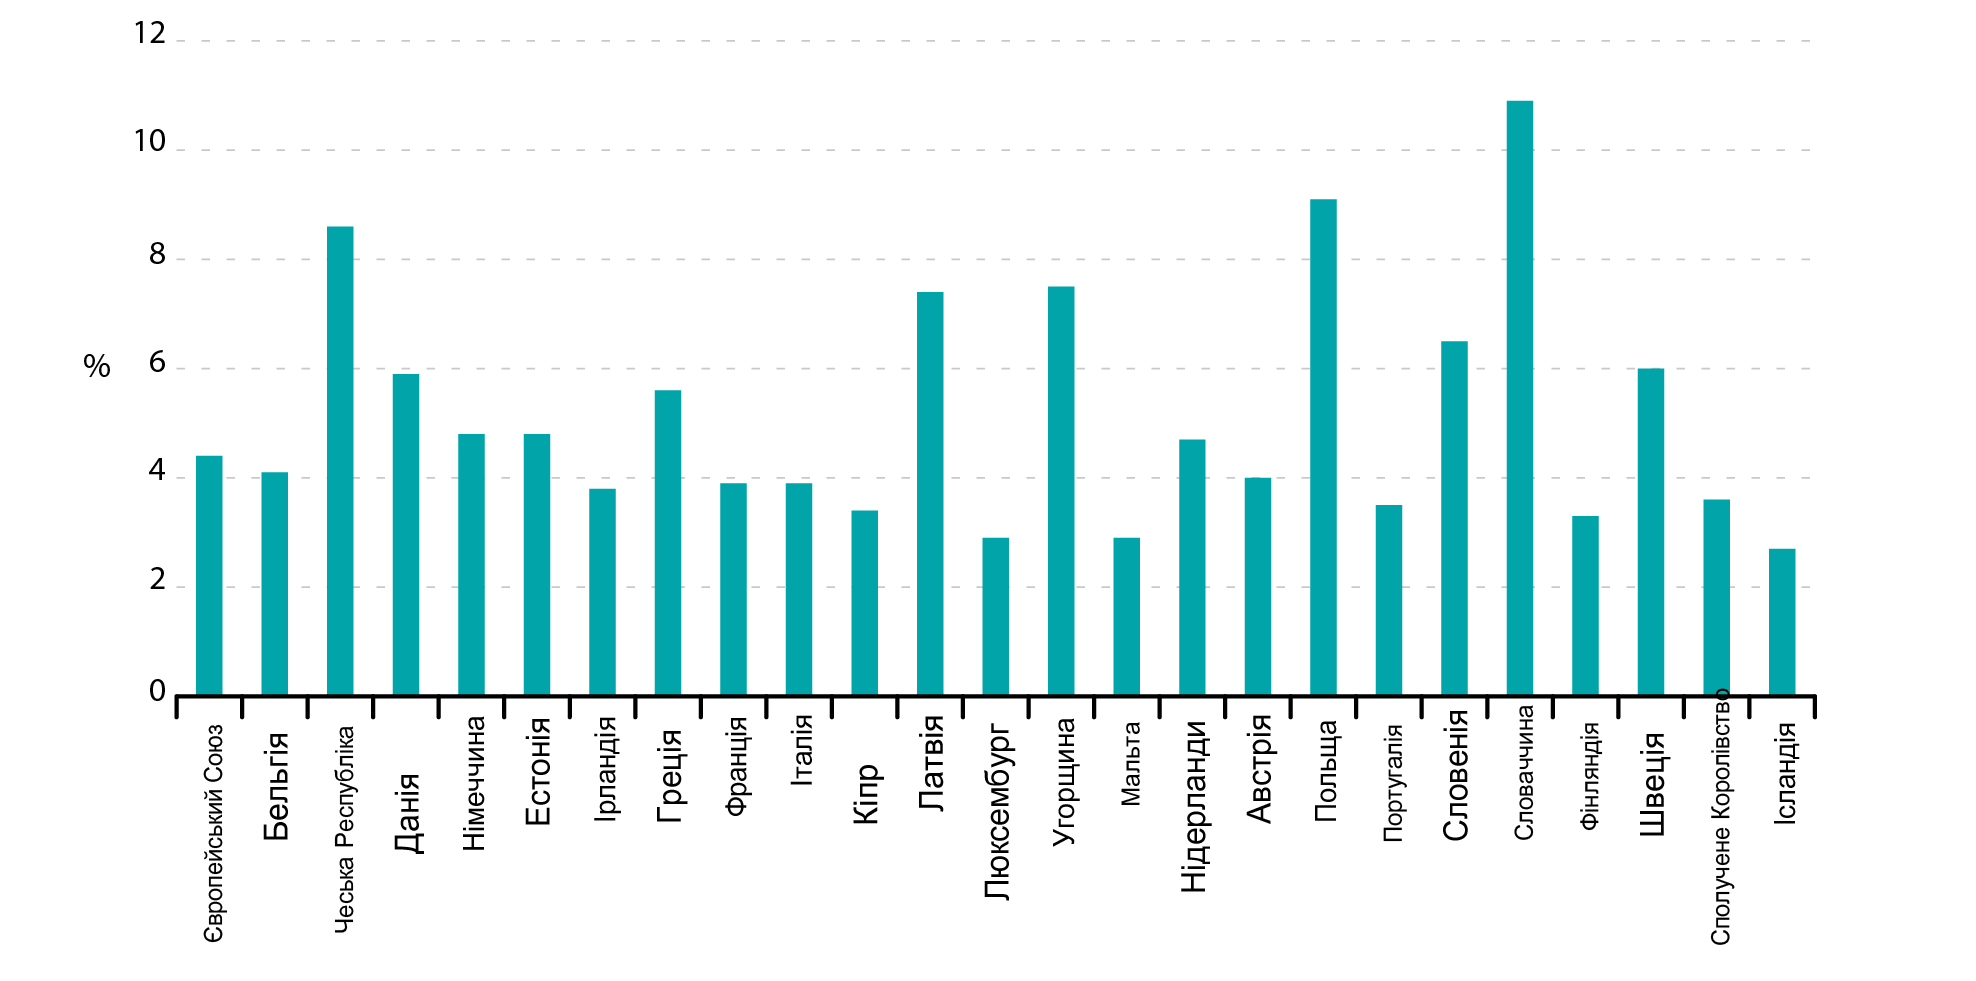 12
10
8
6
%
4
2
0
Європейський Союз
Бельгія
Чеська Республіка
Данія
Німеччина
Естонія
Ірландія
Греція
Франція
Італія
Кіпр
Латвія
Люксембург
Угорщина
Мальта
Нідерланди
Австрія
Польща
Португалія
Словенія
Словаччина
Фінляндія
Швеція
Сполучене Королівство
Ісландія